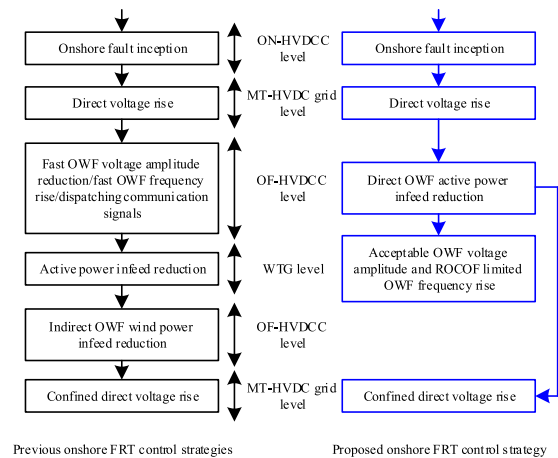 Onshore fault inception
Direct voltage rise
Fast OWF voltage amplitude
reduction/fast OWF frequency
rise/dispatching communication
signals
Active power infeed reduction
Indirect OWF wind power
infeed reduction
Confined direct voltage rise
Previous onshore FRT control strategies
ON-HVDCC
level
MT-HVDC grid
level
OF-HVDCC
level
WTG level
OF-HVDCC
level
MT-HVDC grid
level
Onshore fault inception
Direct voltage rise
Direct OWF active power
infeed reduction
Acceptable OWF voltage
amplitude and ROCOF limited
OWF frequency rise
Confined direct voltage rise
Proposed onshore FRT control strategy